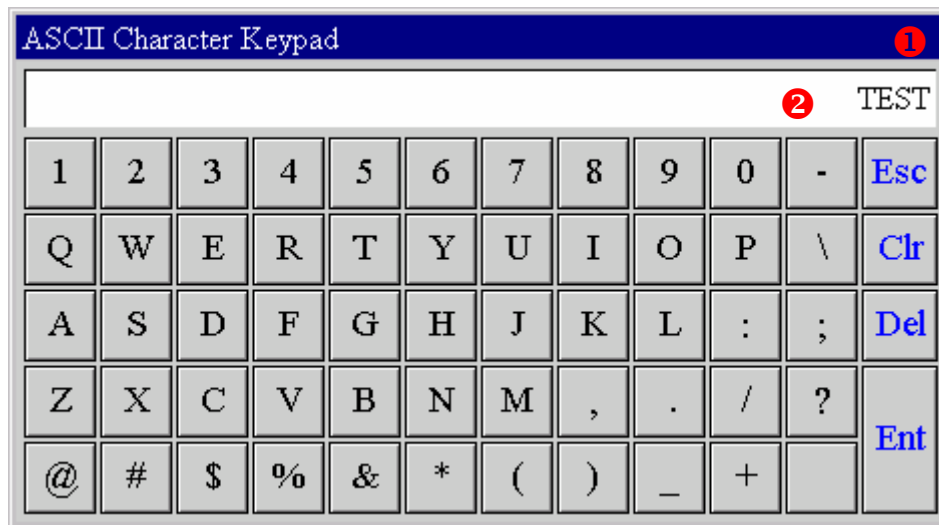 ASCII Character Keypad ❶
❷ TEST
1 2 3 4 5 6 7 8 9 0 - Esc
Q W E R T Y U I O P \ Clr
A S D F G H J K L : ; Del
Z X C V B N M , . / ? Ent
@ # $ % & * ( ) _ +